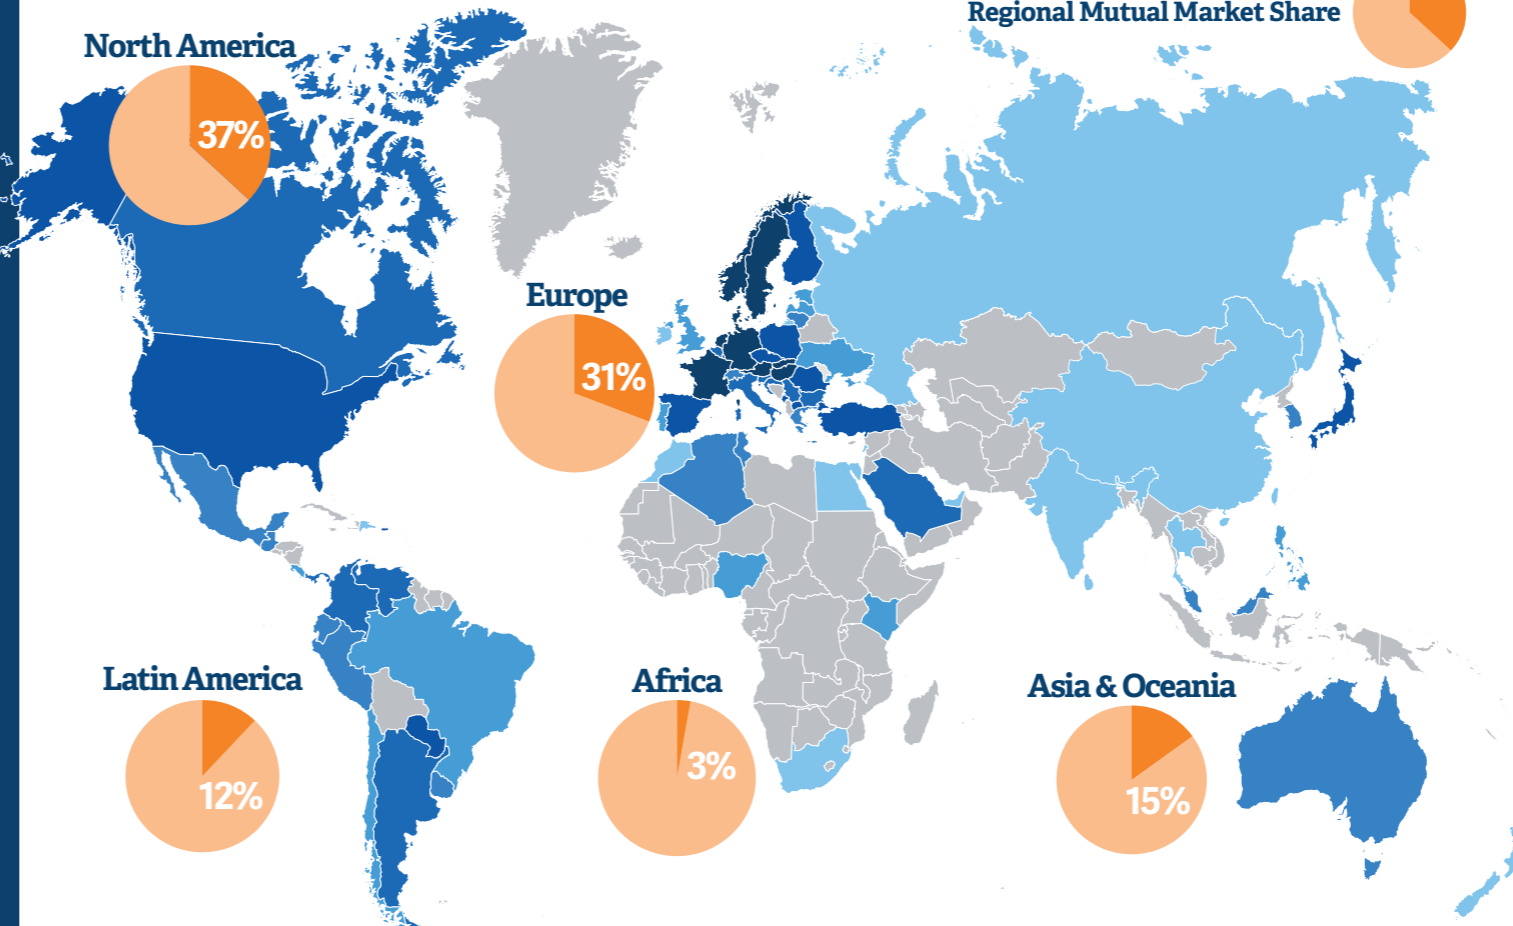 Regional Mutual Market Share
North America
37%
Europe
31%
Latin America
12%
Africa
3%
Asia & Oceania
15%